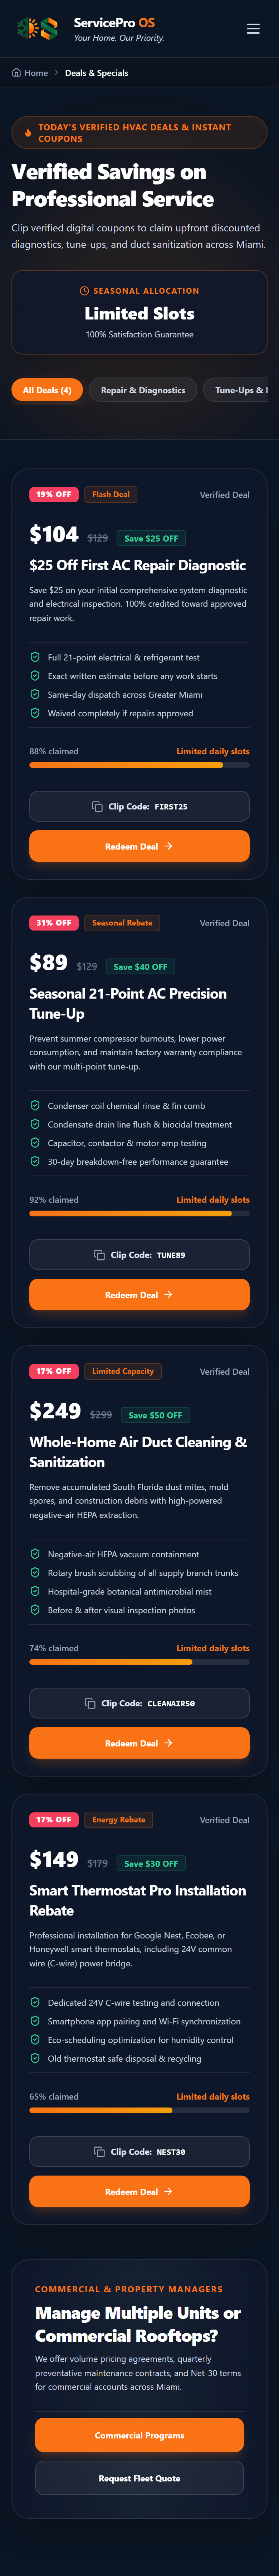 ServicePro OS
Your Home. Our Priority.
Home > Deals & Specials
TODAY'S VERIFIED HVAC DEALS & INSTANT
COUPONS
Verified Savings on
Professional Service
Clip verified digital coupons to claim upfront discounted
diagnostics, tune-ups, and duct sanitization across Miami.
SEASONAL ALLOCATION
Limited Slots
100% Satisfaction Guarantee
All Deals (4) Repair & Diagnostics Tune-Ups &
19% OFF Flash Deal Verified Deal
$104 $129 Save $25 OFF
$25 Off First AC Repair Diagnostic
Save $25 on your initial comprehensive system diagnostic
and electrical inspection. 100% credited toward approved
repair work.
Full 21-point electrical & refrigerant test
Exact written estimate before any work starts
Same-day dispatch across Greater Miami
Waived completely if repairs approved
88% claimed Limited daily slots
Clip Code: FIRST25
Redeem Deal →
31% OFF Seasonal Rebate Verified Deal
$89 $129 Save $40 OFF
Seasonal 21-Point AC Precision
Tune-Up
Prevent summer compressor burnouts, lower power
consumption, and maintain factory warranty compliance
with our multi-point tune-up.
Condenser coil chemical rinse & fin comb
Condensate drain line flush & biocidal treatment
Capacitor, contactor & motor amp testing
30-day breakdown-free performance guarantee
92% claimed Limited daily slots
Clip Code: TUNE89
Redeem Deal →
17% OFF Limited Capacity Verified Deal
$249 $299 Save $50 OFF
Whole-Home Air Duct Cleaning &
Sanitization
Remove accumulated South Florida dust mites, mold
spores, and construction debris with high-powered
negative-air HEPA extraction.
Negative-air HEPA vacuum containment
Rotary brush scrubbing of all supply branch trunks
Hospital-grade botanical antimicrobial mist
Before & after visual inspection photos
74% claimed Limited daily slots
Clip Code: CLEANAIR50
Redeem Deal →
17% OFF Energy Rebate Verified Deal
$149 $179 Save $30 OFF
Smart Thermostat Pro Installation
Rebate
Professional installation for Google Nest, Ecobee, or
Honeywell smart thermostats, including 24V common
wire (C-wire) power bridge.
Dedicated 24V C-wire testing and connection
Smartphone app pairing and Wi-Fi synchronization
Eco-scheduling optimization for humidity control
Old thermostat safe disposal & recycling
65% claimed Limited daily slots
Clip Code: NEST30
Redeem Deal →
COMMERCIAL & PROPERTY MANAGERS
Manage Multiple Units or
Commercial Rooftops?
We offer volume pricing agreements, quarterly
preventative maintenance contracts, and Net-30 terms
for commercial accounts across Miami.
Commercial Programs
Request Fleet Quote